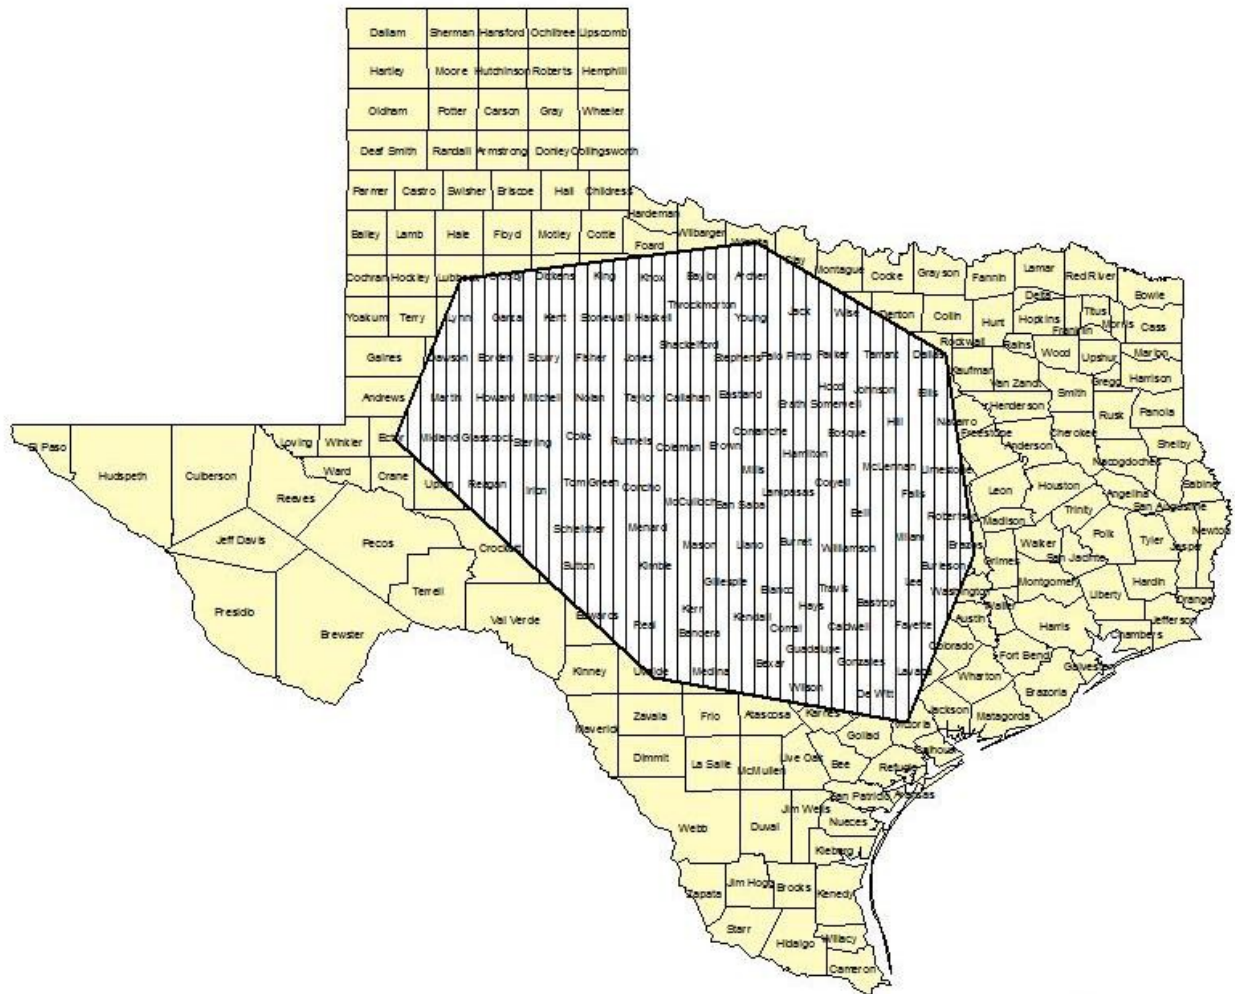 Dallam Sherman Hansford Ochiltree Lipscomb
Hartley Moore Hutchinson Roberts Hemphill
Oldham Potter Carson Gray Wheeler
Deaf Smith Randall Armstrong Donley Collingsworth
Parmer Castro Swisher Briscoe Hall Childress
Hardeman
Bailey Lamb Hale Floyd Motley Cottle Foard Wilbarger Wichita
Clay Montague Cooke Grayson Fannin Lamar Red River Bowie
Cochran Hockley Lubbock Crosby Dickens King Knox Baylor Archer
Delta Titus Morris Cass
Yoakum Terry Lynn Garza Kent Stonewall Haskell Throckmorton Young Jack Wise Denton Collin Hunt Hopkins Franklin
Rockwall Rains Wood Upshur Marion
Gaines Dawson Borden Scurry Fisher Jones Shackelford Stephens Palo Pinto Parker Tarrant Dallas Kaufman Van Zandt Smith Gregg Harrison
Andrews Martin Howard Mitchell Nolan Taylor Callahan Eastland Erath Hood Somervell Johnson Ellis Henderson Rusk Panola
El Paso Loving Winkler Ector Midland Glasscock Sterling Coke Runnels Coleman Brown Comanche Hamilton Bosque Hill Navarro Freestone Anderson Cherokee Shelby
Nacogdoches
Hudspeth Culberson Reaves Ward Crane Upton Reagan Irion Tom Green Concho McCulloch San Saba Mills Lampasas Coryell McLennan Limestone Falls Leon Houston Angelina San Augustine Sabine
Trinity Newton
Jeff Davis Pecos Crockett Schleicher Menard Mason Llano Burnet Bell Williamson Milam Robertson Brazos Madison Walker Polk Tyler Jasper
San Jacinto
Grimes
Presidio Brewster Terrell Val Verde Sutton Kimble Gillespie Blanco Travis Lee Burleson Washington Montgomery Liberty Hardin Orange
Edwards Real Kerr Bandera Kendall Comal Hays Caldwell Bastrop Fayette Austin Waller Harris Chambers Jefferson
Colorado Fort Bend Galveston
Kinney Uvalde Medina Bexar Guadalupe Wilson Gonzales De Witt Lavaca Wharton Brazoria
Maverick Zavala Frio Atascosa Karnes Goliad Victoria Jackson Matagorda
Dimmit La Salle McMullen Live Oak Bee Refugio Calhoun
San Patricio Aransas
Webb Duval Jim Wells Nueces
Kleberg
Zapata Jim Hogg Brooks Kenedy
Starr Hidalgo Willacy
Cameron